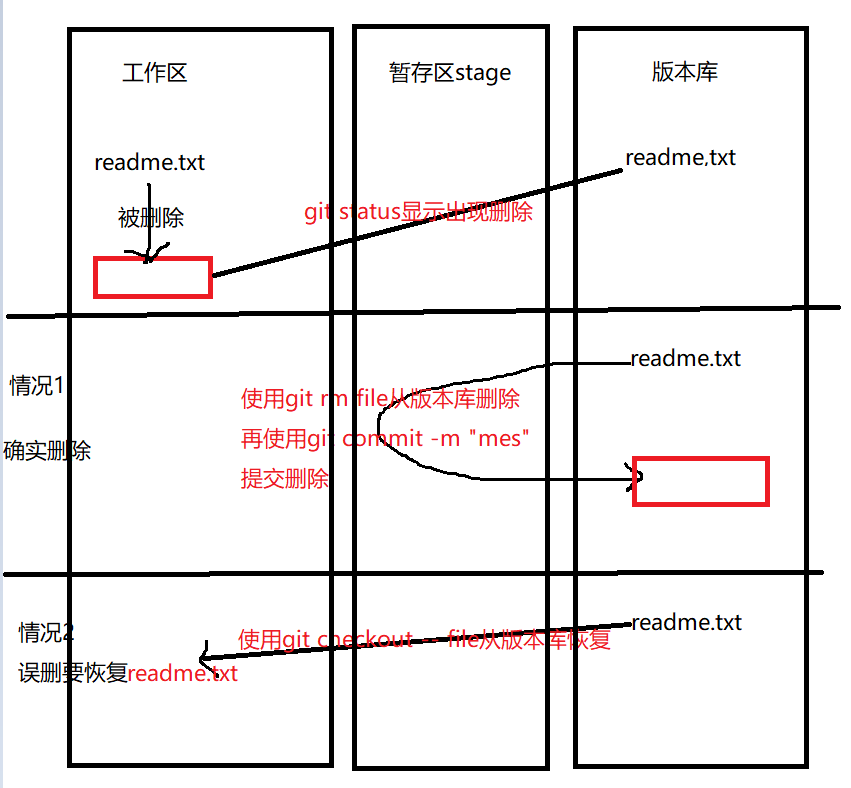 工作区
暂存区stage
版本库
readme.txt
readme.txt
被删除
git status显示出现删除
情况1
确实删除
readme.txt
使用git rm file从版本库删除
再使用git commit -m "mes"
提交删除
情况2
误删要恢复readme.txt
使用git checkout -- file从版本库恢复
readme.txt